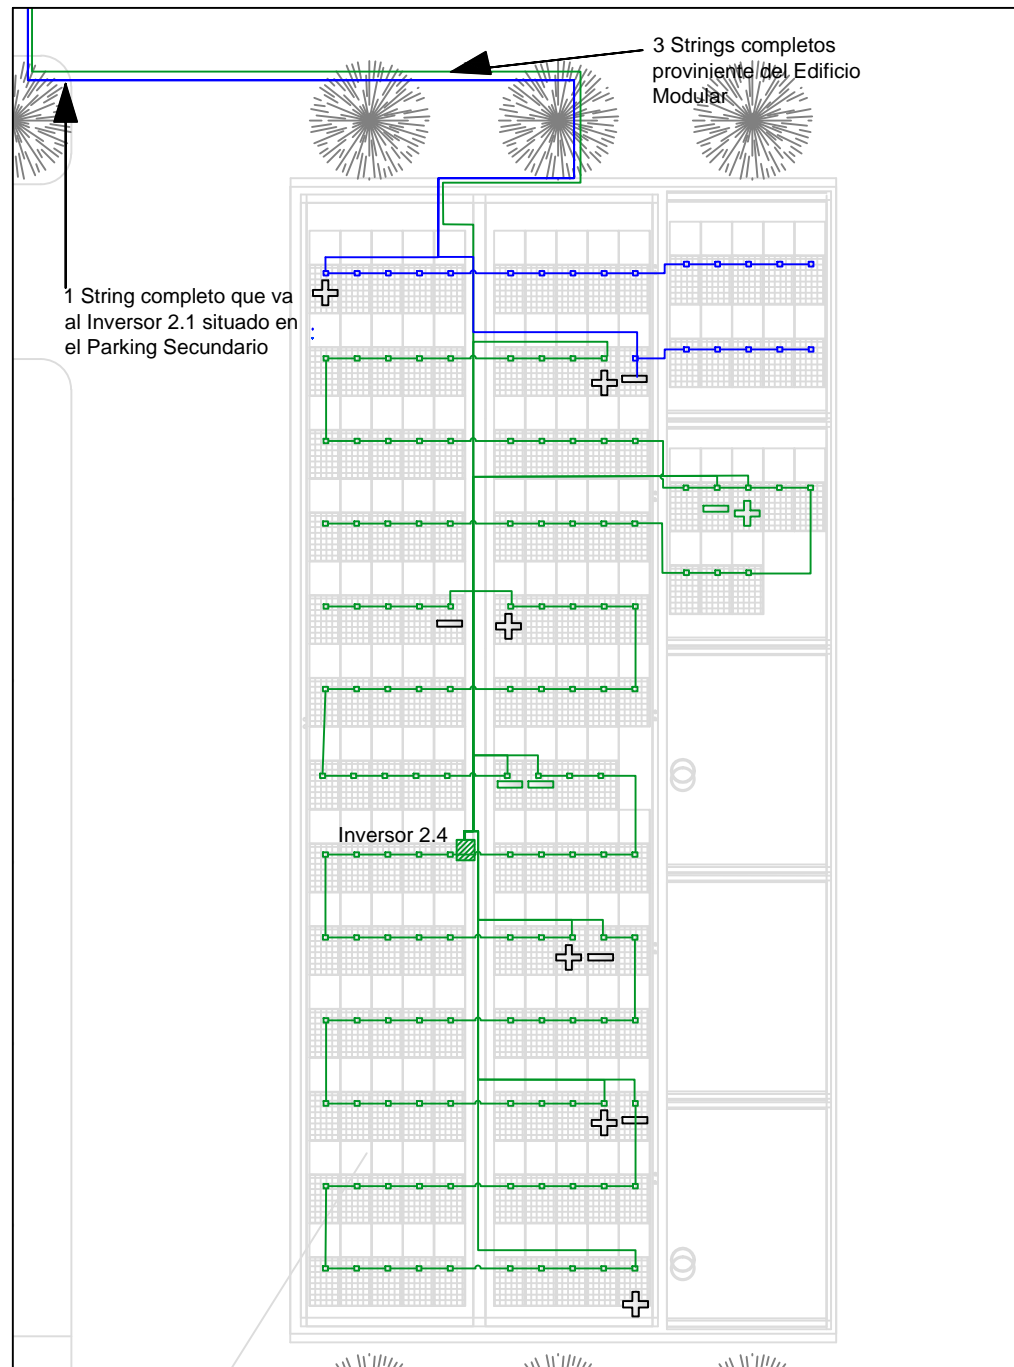 3 Strings completos
proviniente del Edificio
Modular
1 String completo que va
al Inversor 2.1 situado en
el Parking Secundario
Inversor 2.4